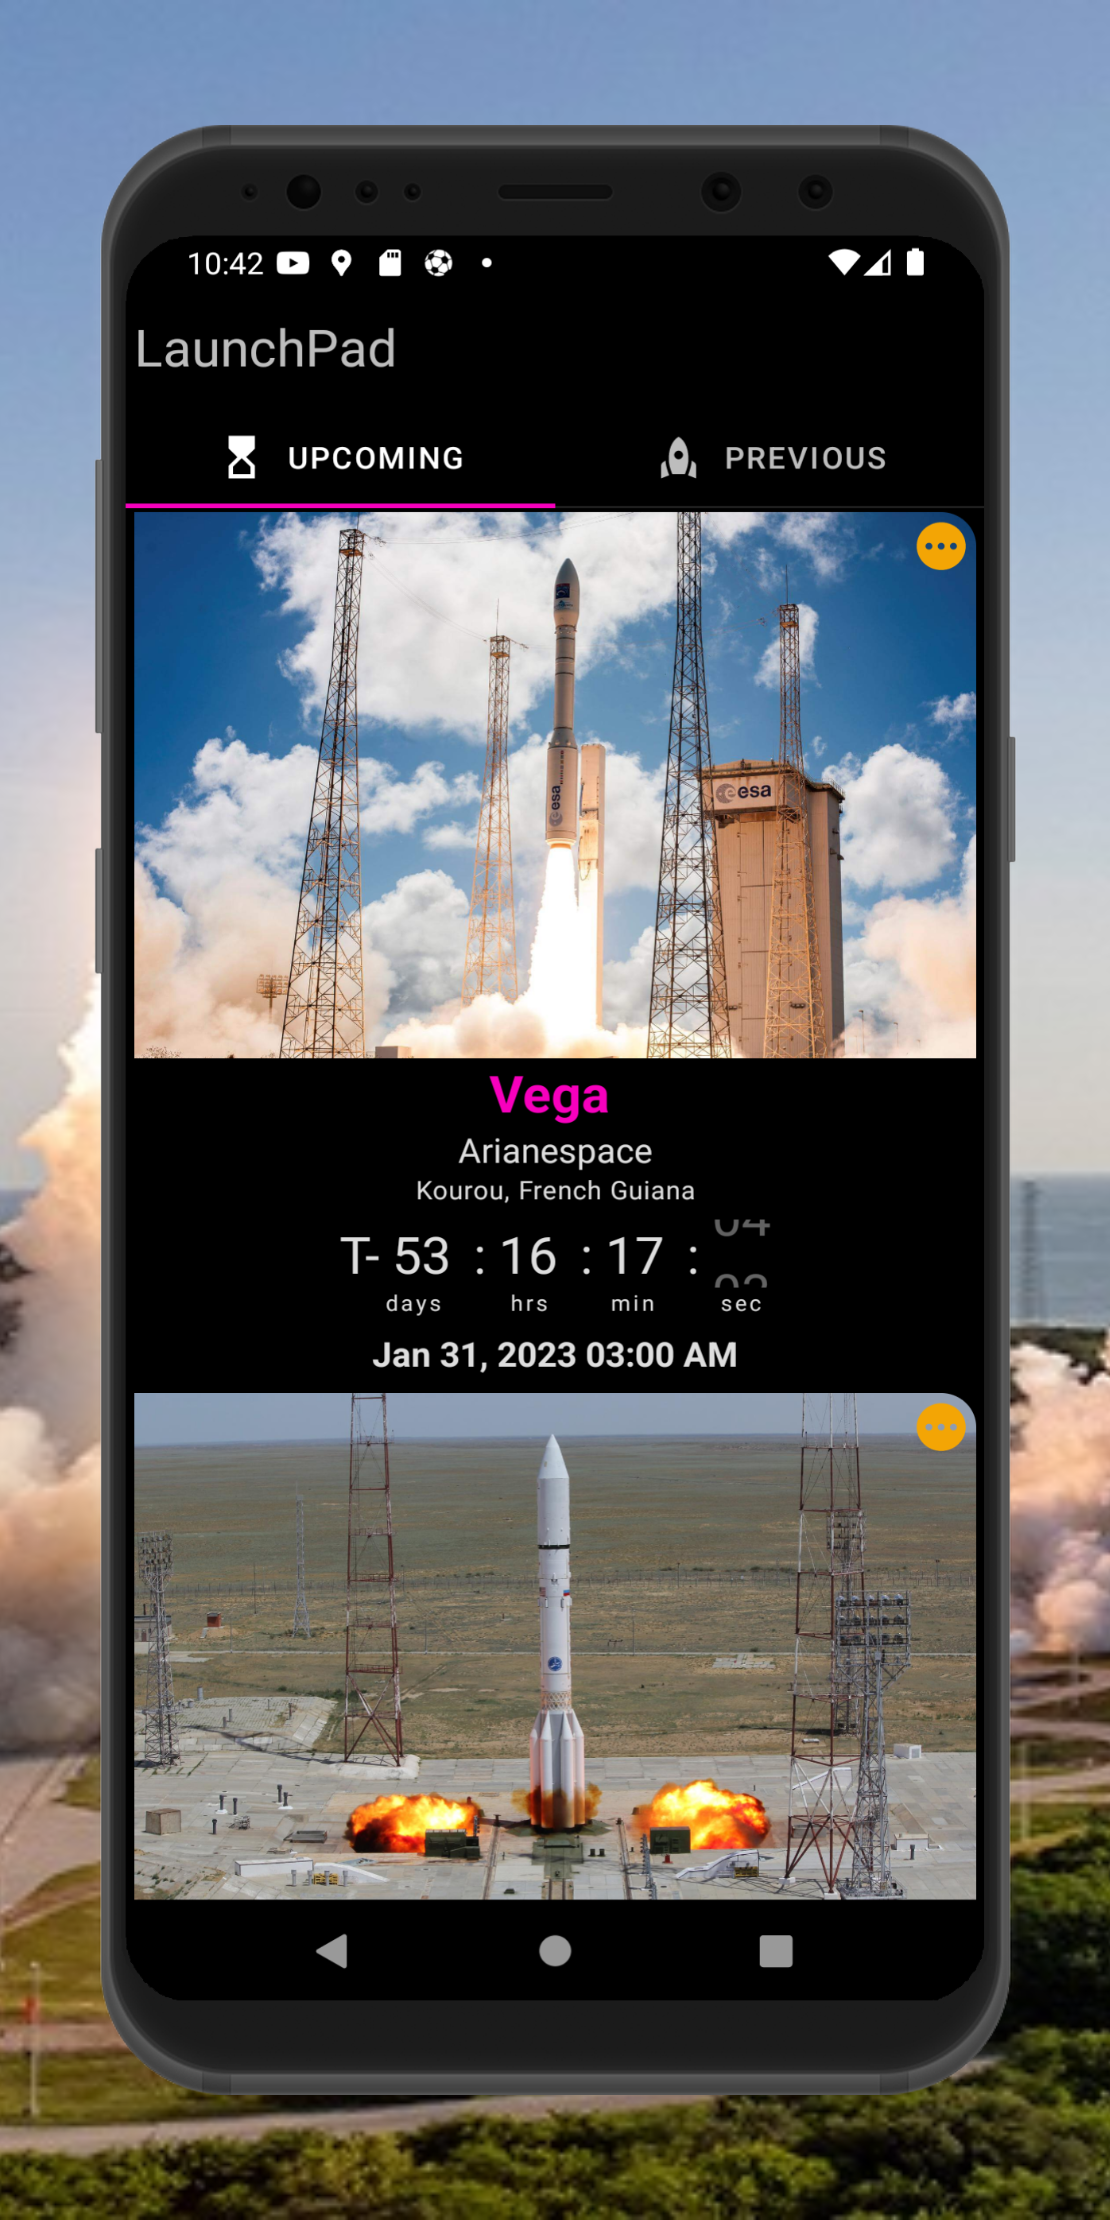 10:42
LaunchPad
UPCOMING
PREVIOUS
esa
esa
Vega
Arianespace
Kourou, French Guiana
T- 53 : 16 : 17 :
days hrs min sec
Jan 31, 2023 03:00 AM